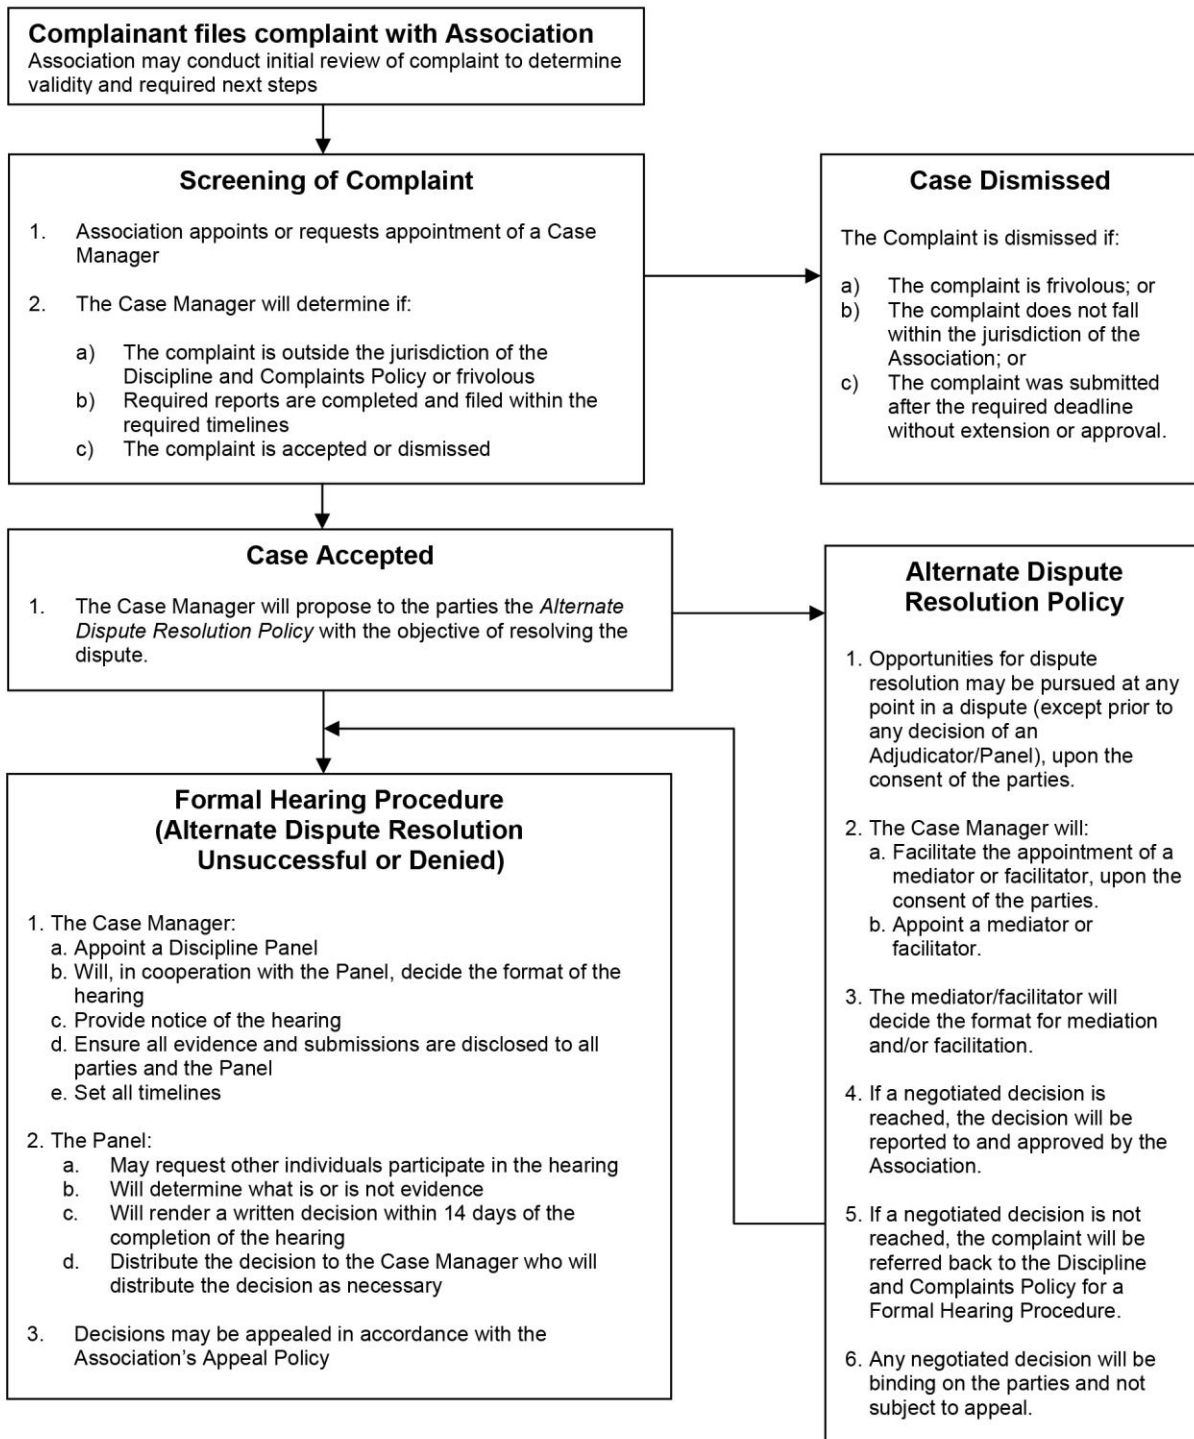 Complainant files complaint with Association
Association may conduct initial review of complaint to determine
validity and required next steps
Screening of Complaint
1. Association appoints or requests appointment of a Case
Manager
2. The Case Manager will determine if:
a) The complaint is outside the jurisdiction of the
Discipline and Complaints Policy or frivolous
b) Required reports are completed and filed within the
required timelines
c) The complaint is accepted or dismissed
Case Dismissed
The Complaint is dismissed if:
a) The complaint is frivolous; or
b) The complaint does not fall
within the jurisdiction of the
Association; or
c) The complaint was submitted
after the required deadline
without extension or approval.
Case Accepted
1. The Case Manager will propose to the parties the Alternate
Dispute Resolution Policy with the objective of resolving the
dispute.
Alternate Dispute
Resolution Policy
1. Opportunities for dispute
resolution may be pursued at any
point in a dispute (except prior to
any decision of an
Adjudicator/Panel), upon the
consent of the parties.
2. The Case Manager will:
a. Facilitate the appointment of a
mediator or facilitator, upon the
consent of the parties.
b. Appoint a mediator or
facilitator.
3. The mediator/facilitator will
decide the format for mediation
and/or facilitation.
4. If a negotiated decision is
reached, the decision will be
reported to and approved by the
Association.
5. If a negotiated decision is not
reached, the complaint will be
referred back to the Discipline
and Complaints Policy for a
Formal Hearing Procedure.
6. Any negotiated decision will be
binding on the parties and not
subject to appeal.
Formal Hearing Procedure
(Alternate Dispute Resolution
Unsuccessful or Denied)
1. The Case Manager:
a. Appoint a Discipline Panel
b. Will, in cooperation with the Panel, decide the format of the
hearing
c. Provide notice of the hearing
d. Ensure all evidence and submissions are disclosed to all
parties and the Panel
e. Set all timelines
2. The Panel:
a. May request other individuals participate in the hearing
b. Will determine what is or is not evidence
c. Will render a written decision within 14 days of the
completion of the hearing
d. Distribute the decision to the Case Manager who will
distribute the decision as necessary
3. Decisions may be appealed in accordance with the
Association's Appeal Policy